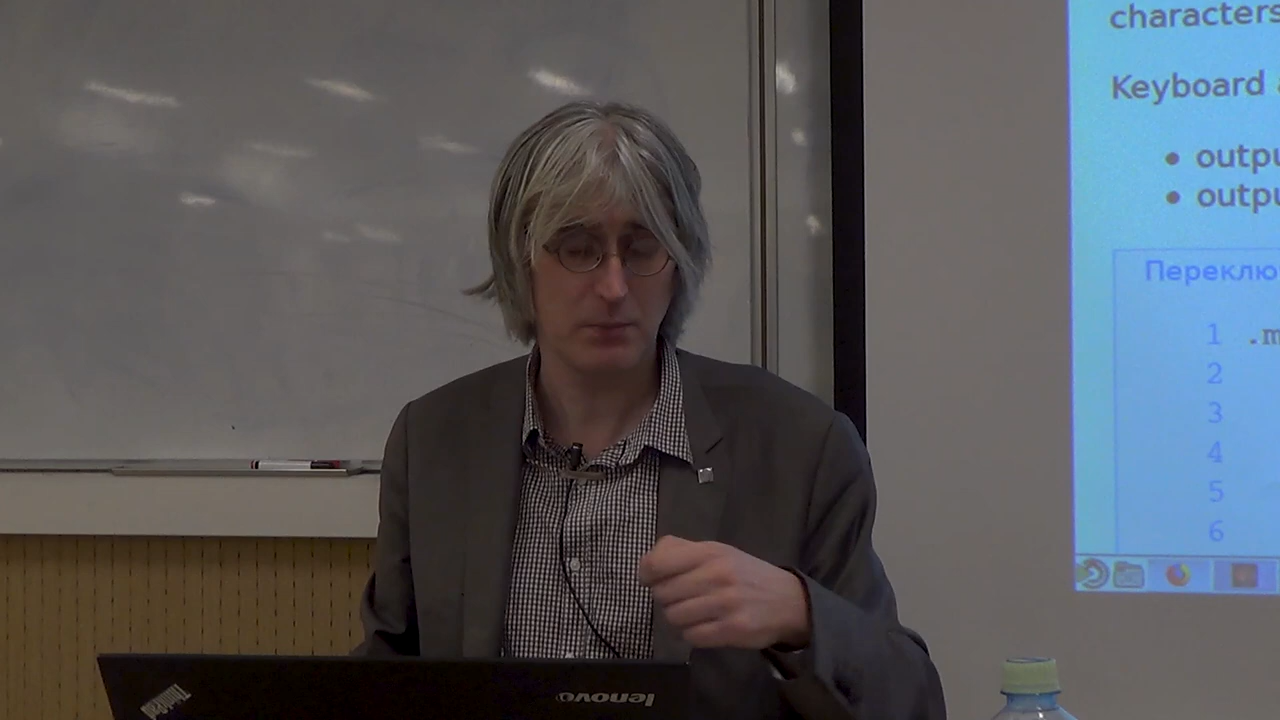 characters
Keyboard
• outpu
• outpu
Переклю
1 .m
2
3
4
5
6
ThinkPad
lenovo